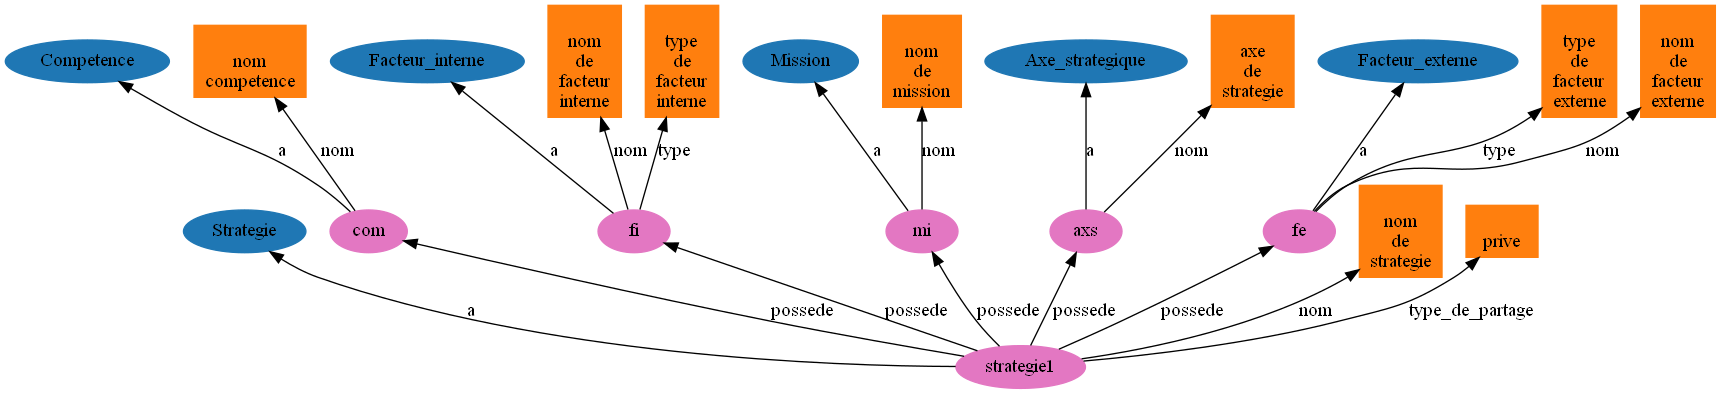 Competence
nom
competence
Facteur_interne
nom
de
facteur
interne
type
de
facteur
interne
Mission
nom
de
mission
Axe_strategique
axe
de
strategie
Facteur_externe
type
de
facteur
externe
nom
de
facteur
externe
a
nom
a
nom
type
a
nom
a
nom
a
type
nom
Strategie
com
fi
mi
axs
fe
nom
de
strategie
prive
a
possede
possede
possede
possede
possede
nom
type_de_partage
strategie1